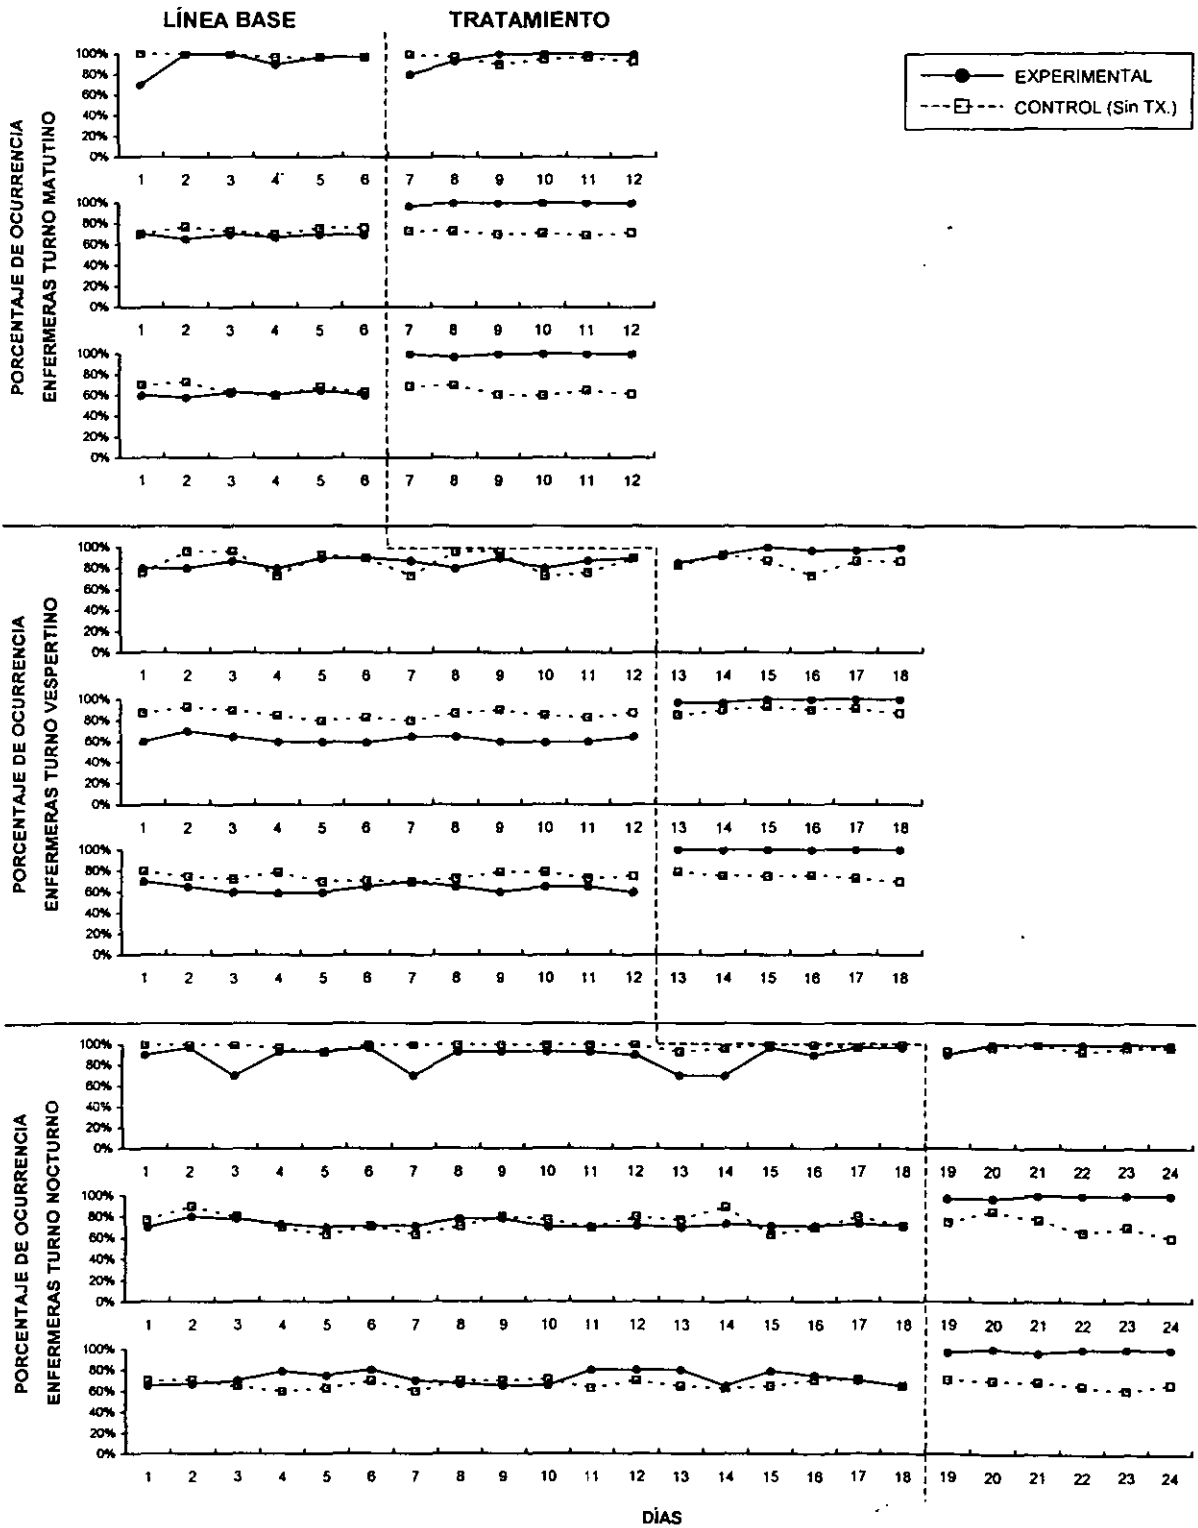 LÍNEA BASE TRATAMIENTO
EXPERIMENTAL
CONTROL (Sin TX.)
PORCENTAJE DE OCURRENCIA
ENFERMERAS TURNO MATUTINO
100%
80%
60%
40%
20%
0%
1 2 3 4 5 6 7 8 9 10 11 12
100%
80%
60%
40%
20%
0%
1 2 3 4 5 6 7 8 9 10 11 12
100%
80%
60%
40%
20%
0%
1 2 3 4 5 6 7 8 9 10 11 12
PORCENTAJE DE OCURRENCIA
ENFERMERAS TURNO VESPERTINO
100%
80%
60%
40%
20%
0%
1 2 3 4 5 6 7 8 9 10 11 12 13 14 15 16 17 18
100%
80%
60%
40%
20%
0%
1 2 3 4 5 6 7 8 9 10 11 12 13 14 15 16 17 18
100%
80%
60%
40%
20%
0%
1 2 3 4 5 6 7 8 9 10 11 12 13 14 15 16 17 18
PORCENTAJE DE OCURRENCIA
ENFERMERAS TURNO NOCTURNO
100%
80%
60%
40%
20%
0%
1 2 3 4 5 6 7 8 9 10 11 12 13 14 15 16 17 18 19 20 21 22 23 24
100%
80%
60%
40%
20%
0%
1 2 3 4 5 6 7 8 9 10 11 12 13 14 15 16 17 18 19 20 21 22 23 24
100%
80%
60%
40%
20%
0%
1 2 3 4 5 6 7 8 9 10 11 12 13 14 15 16 17 18 19 20 21 22 23 24
DÍAS